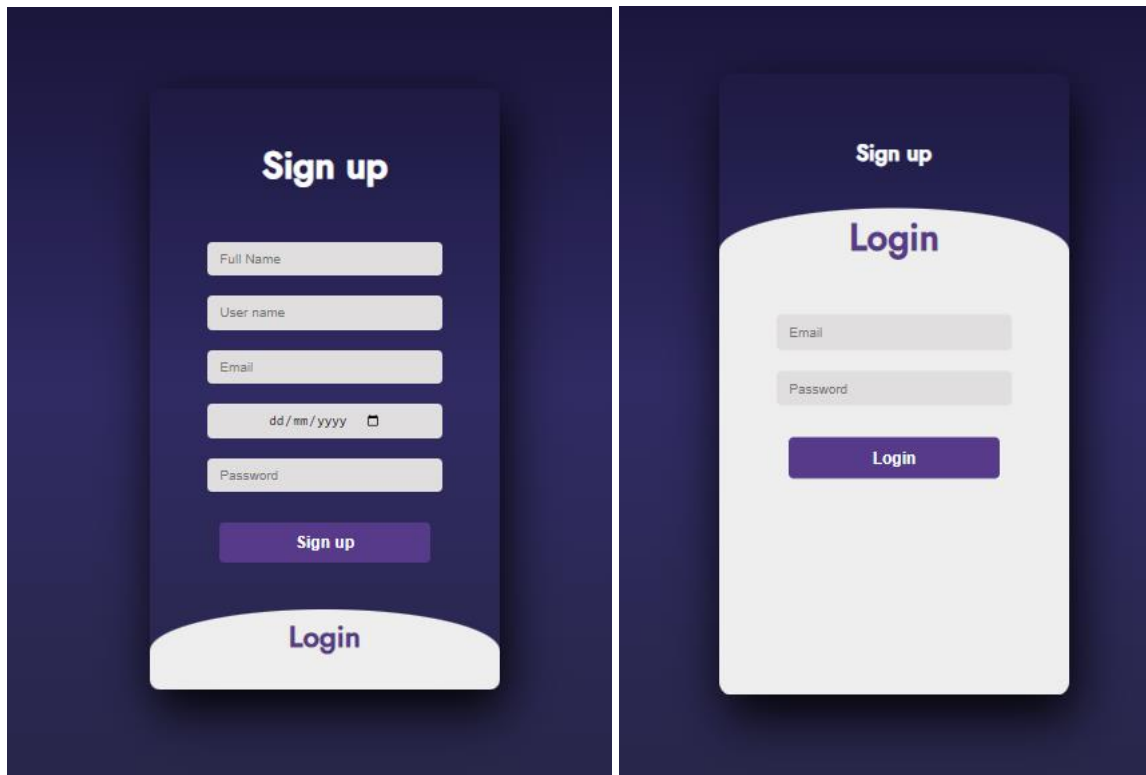 Sign up
Full Name
User name
Email
dd/mm/yyyy
Password
Sign up
Login
Sign up
Login
Email
Password
Login